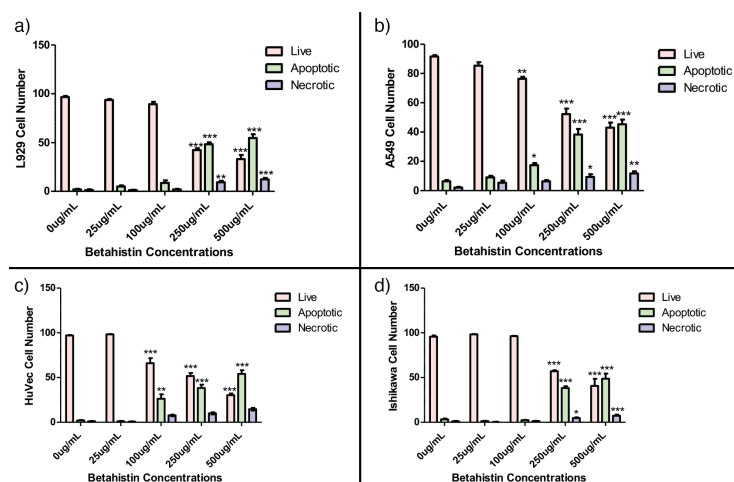 a)
150
100
50
0
L929 Cell Number
Live
Apoptotic
Necrotic
*** *** ** *** *** ***
0ug/mL
25ug/mL
100ug/mL
250ug/mL
500ug/mL
Betahistin Concentrations
b)
100
80
60
40
20
0
A549 Cell Number
Live
Apoptotic
Necrotic
** * *** *** * *** *** **
0ug/mL
25ug/mL
100ug/mL
250ug/mL
500ug/mL
Betahistin Concentrations
c)
150
100
50
0
HuVec Cell Number
Live
Apoptotic
Necrotic
*** ** *** *** *** ***
0ug/mL
25ug/mL
100ug/mL
250ug/mL
500ug/mL
Betahistin Concentrations
d)
150
100
50
0
Ishikawa Cell Number
Live
Apoptotic
Necrotic
*** *** * *** *** ***
0ug/mL
25ug/mL
100ug/mL
250ug/mL
500ug/mL
Betahistin Concentrations